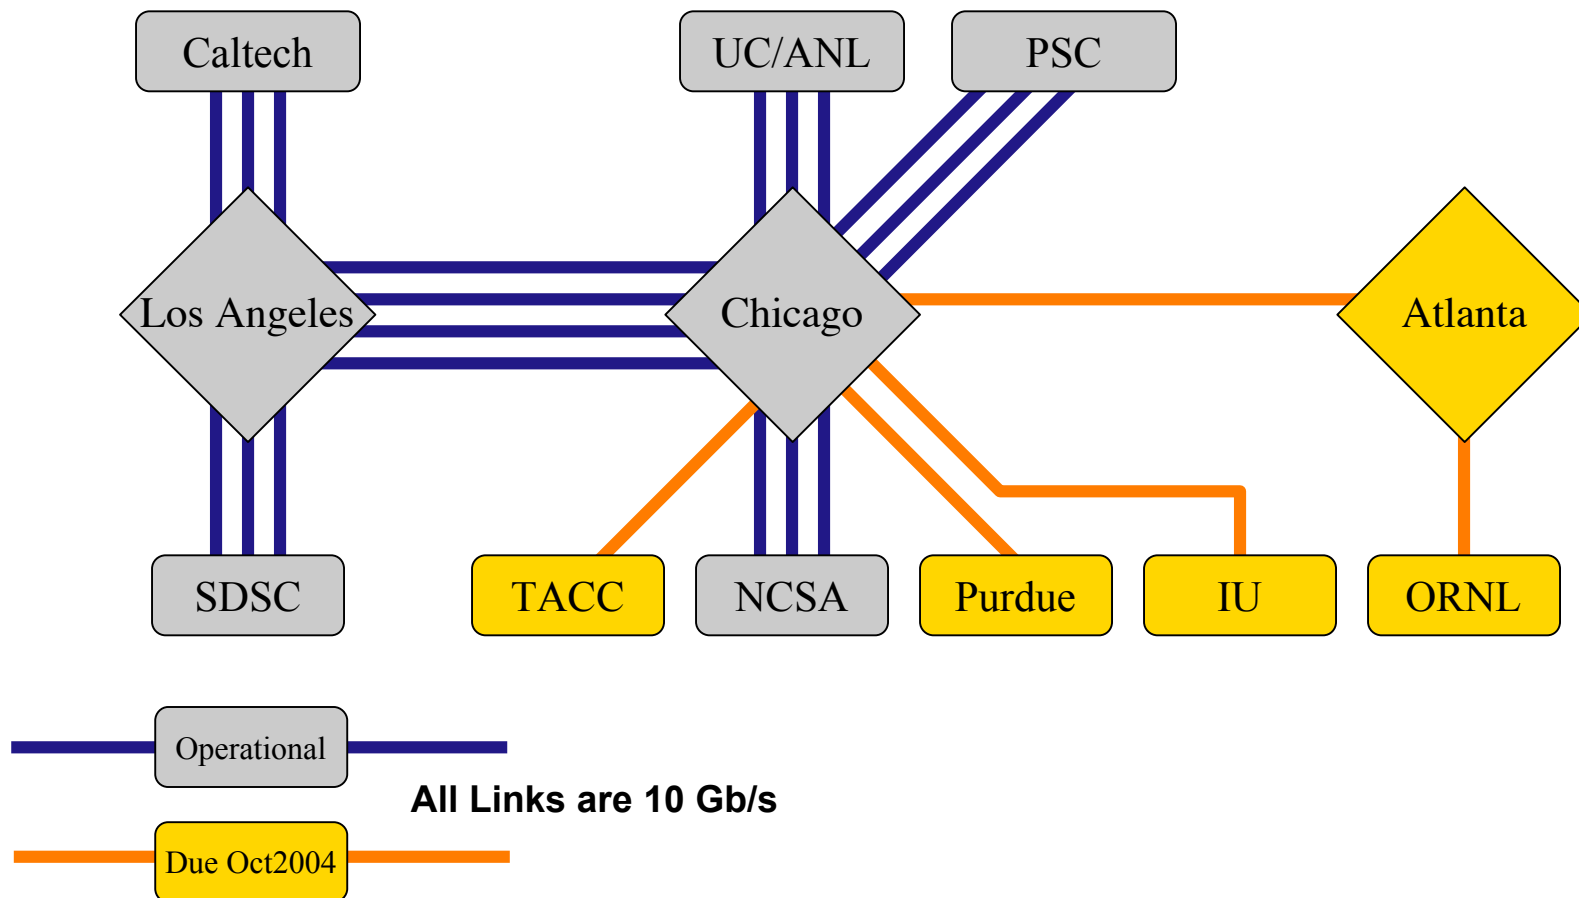 Caltech
UC/ANL
PSC
Los Angeles
Chicago
Atlanta
SDSC
TACC
NCSA
Purdue
IU
ORNL
Operational
All Links are 10 Gb/s
Due Oct2004